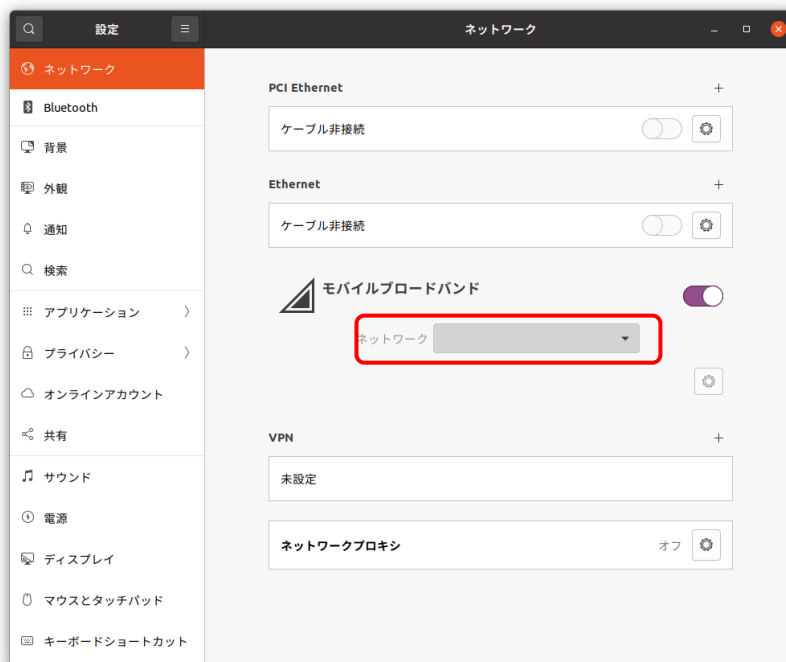 設定
ネットワーク
ネットワーク
Bluetooth
背景
外観
通知
検索
アプリケーション
プライバシー
オンラインアカウント
共有
サウンド
電源
ディスプレイ
マウスとタッチパッド
キーボードショートカット
PCI Ethernet
ケーブル非接続
Ethernet
ケーブル非接続
モバイルブロードバンド
ネットワーク
VPN
未設定
ネットワークプロキシ
オフ